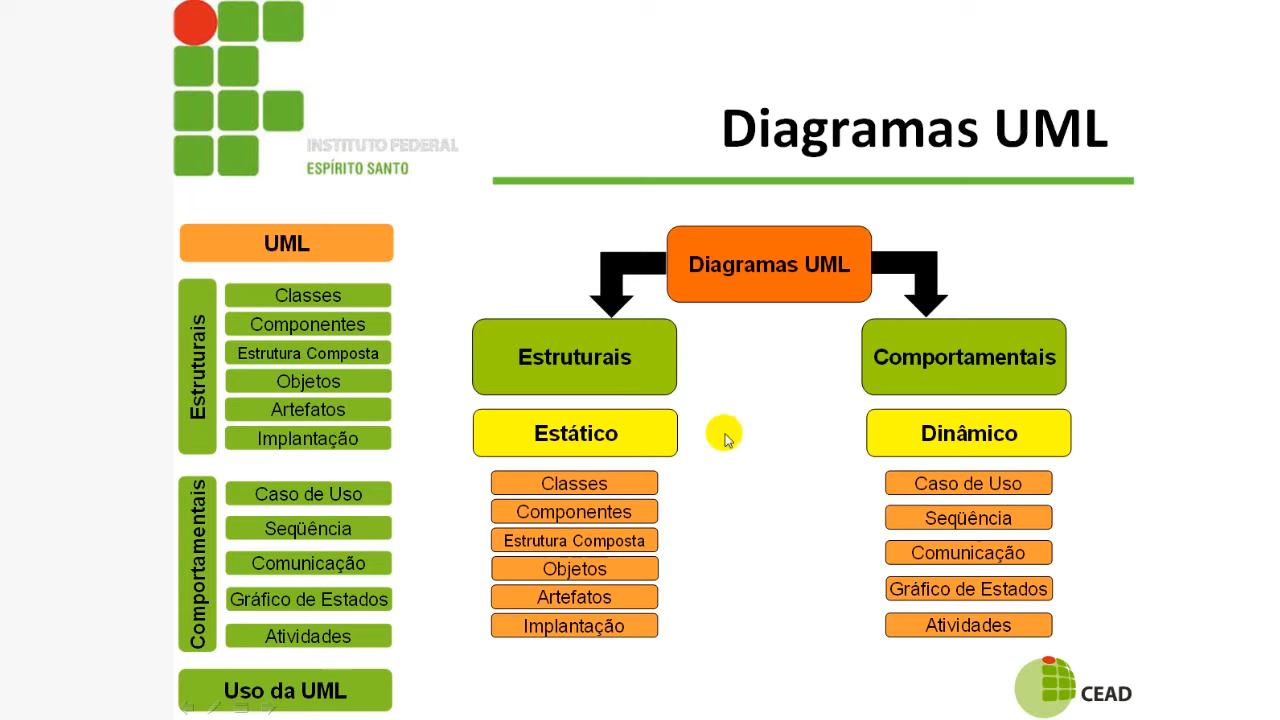 INSTITUTO FEDERAL
ESPÍRITO SANTO
Diagramas UML
UML
Estruturais
Classes
Componentes
Estrutura Composta
Objetos
Artefatos
Implantação
Comportamentais
Caso de Uso
Seqüência
Comunicação
Gráfico de Estados
Atividades
Uso da UML
Diagramas UML
Estruturais
Comportamentais
Estático
Dinâmico
Classes
Componentes
Estrutura Composta
Objetos
Artefatos
Implantação
Caso de Uso
Seqüência
Comunicação
Gráfico de Estados
Atividades
CEAD